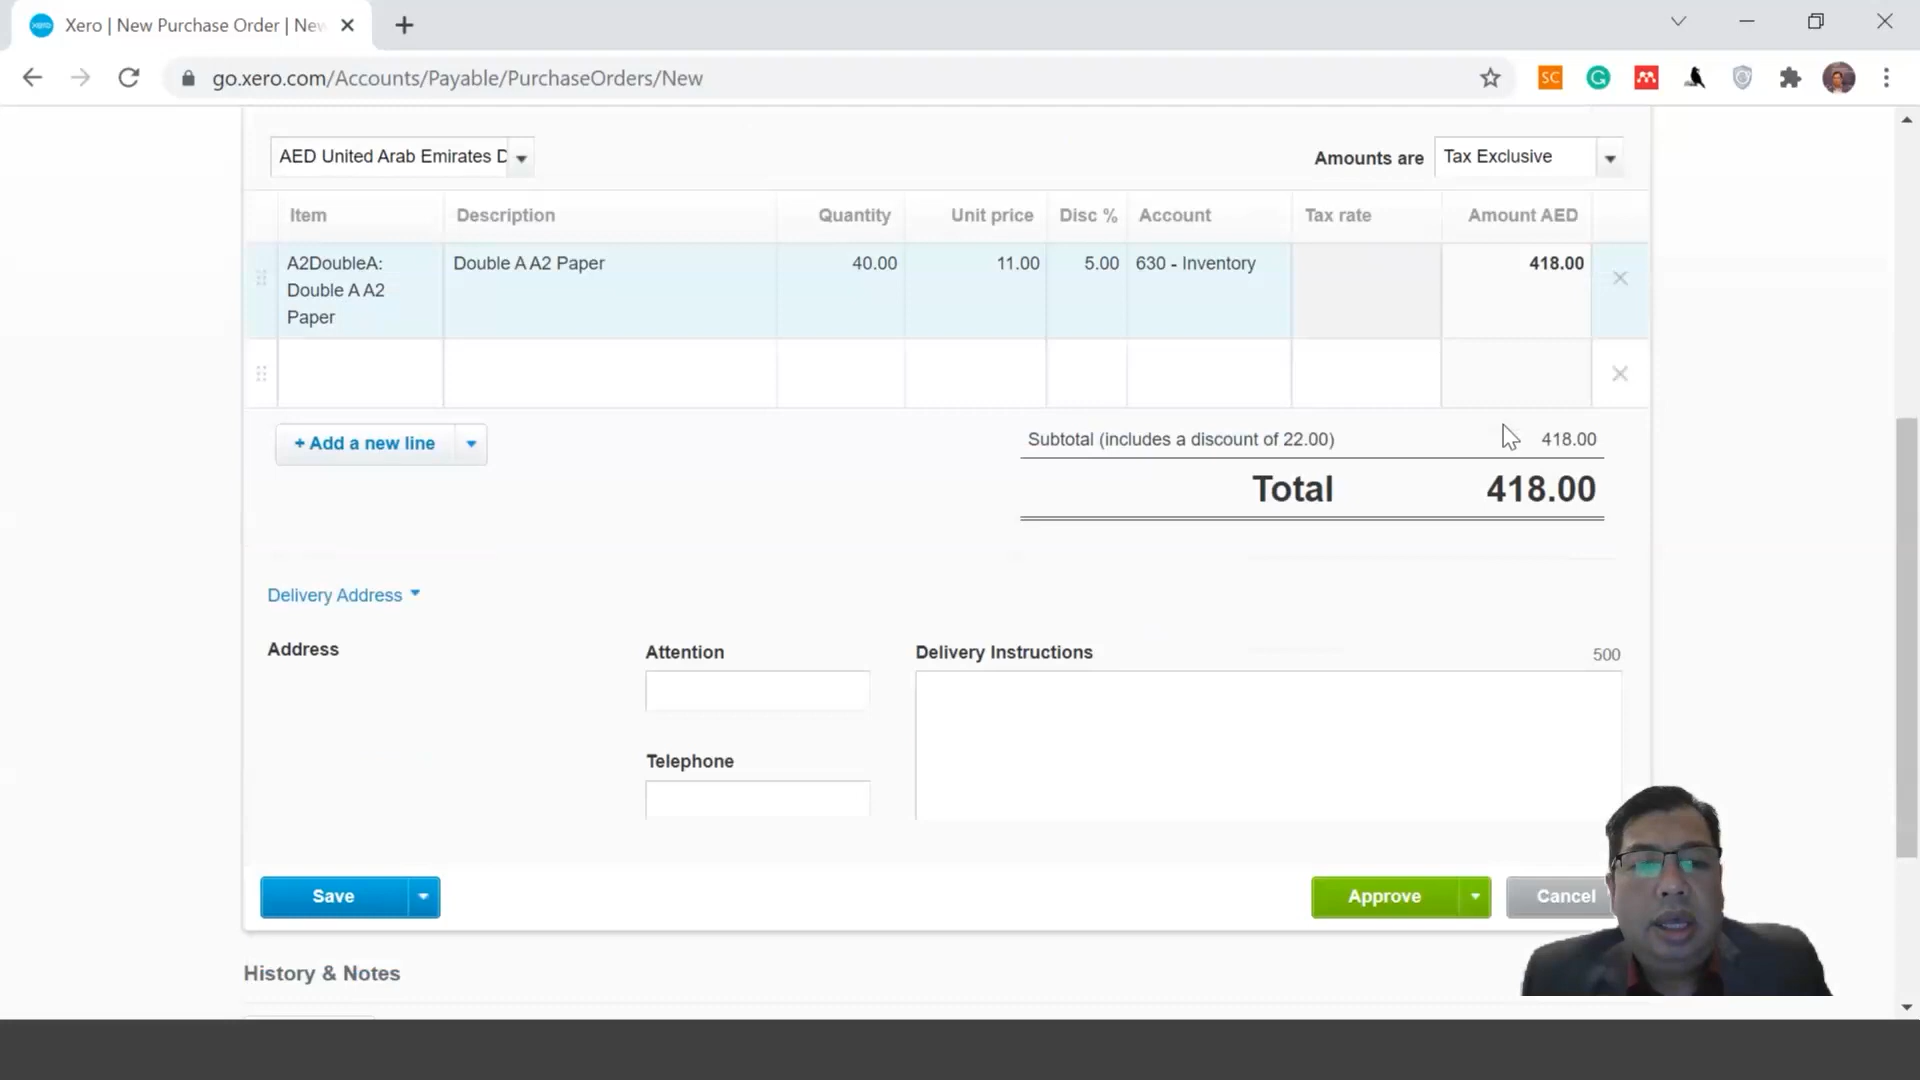 Xero | New Purchase Order | New
go.xero.com/Accounts/Payable/PurchaseOrders/New
SC
AED United Arab Emirates D
Amounts are
Tax Exclusive
Item Description Quantity Unit price Disc % Account Tax rate Amount AED
A2DoubleA: Double A A2 Paper 40.00 11.00 5.00 630 - Inventory 418.00
Double A A2
Paper
+ Add a new line
Subtotal (includes a discount of 22.00) 418.00
Total 418.00
Delivery Address
Address
Attention
Delivery Instructions 500
Telephone
Save
Approve
Cancel
History & Notes